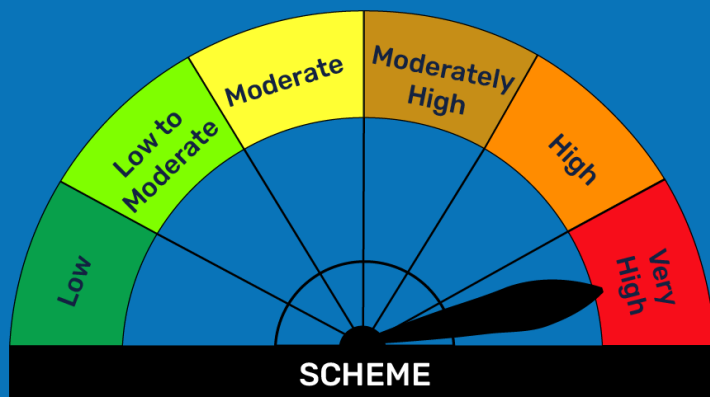 Low
Low to
Moderate
Moderate
Moderately
High
High
Very
High
SCHEME